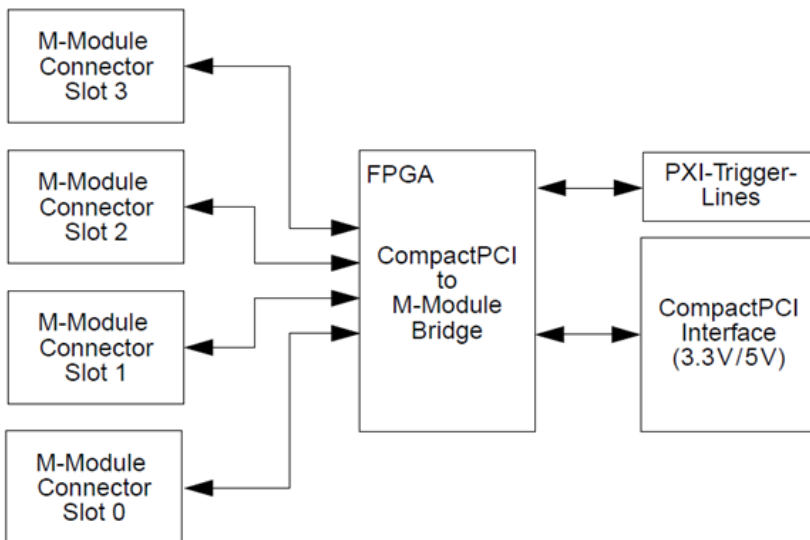 M-Module
Connector
Slot 3
M-Module
Connector
Slot 2
M-Module
Connector
Slot 1
M-Module
Connector
Slot 0
FPGA
CompactPCI
to
M-Module
Bridge
PXI-Trigger-
Lines
CompactPCI
Interface
(3.3V/5V)